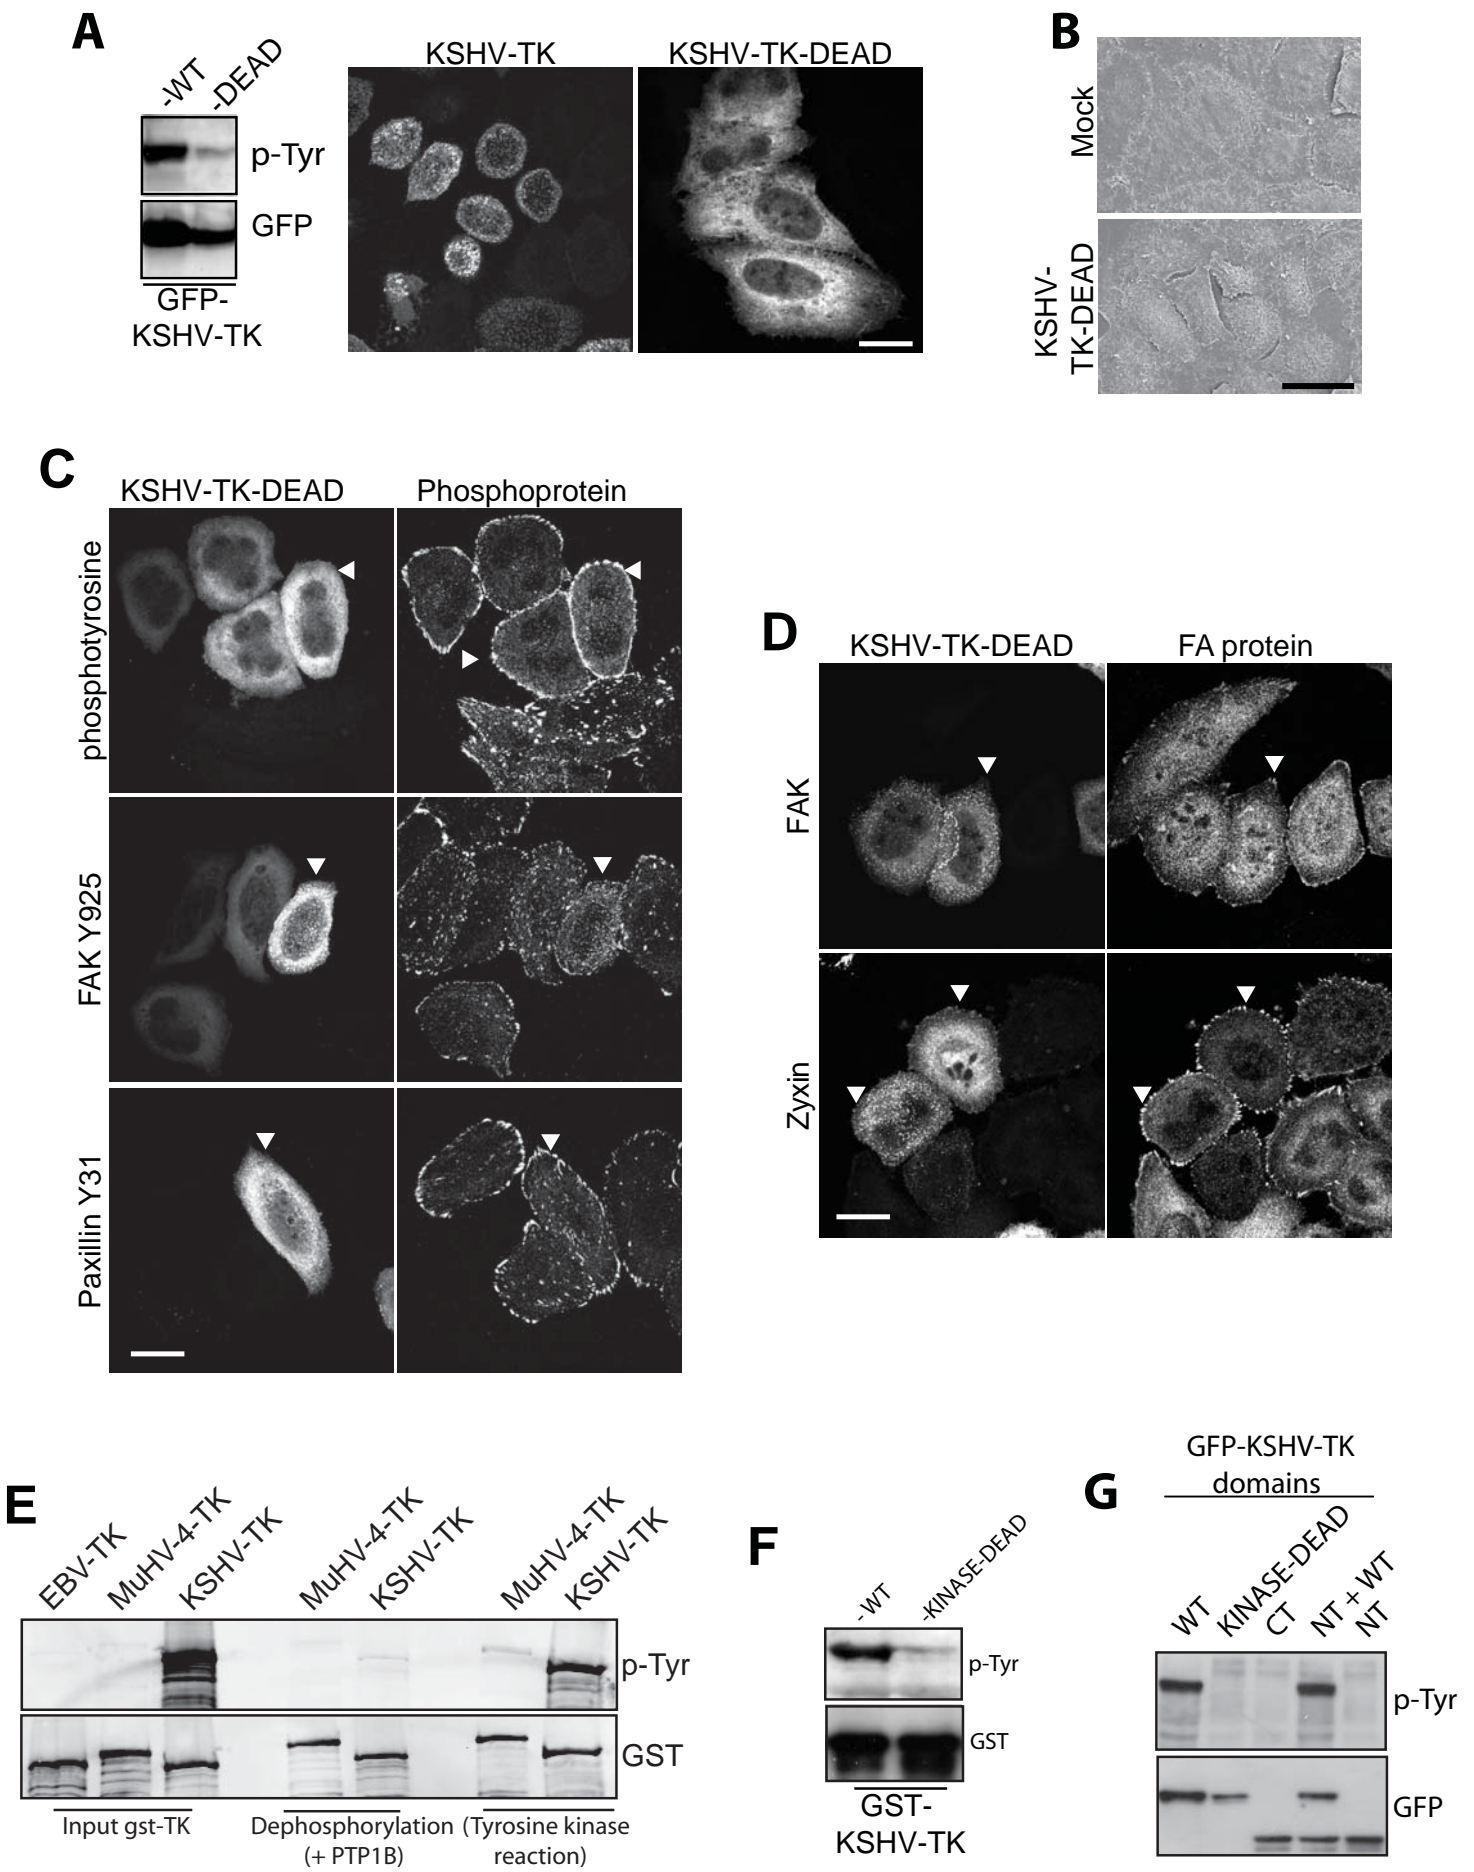 A
-WT
-DEAD
p-Tyr
GFP
GFP-
KSHV-TK
KSHV-TK
KSHV-TK-DEAD
B
Mock
KSHV-
TK-DEAD
C
KSHV-TK-DEAD
Phosphoprotein
phosphotyrosine
FAK Y925
Paxillin Y31
D
KSHV-TK-DEAD
FA protein
FAK
Zyxin
E
EBV-TK
MuHV-4-TK
KSHV-TK
MuHV-4-TK
KSHV-TK
MuHV-4-TK
KSHV-TK
p-Tyr
GST
Input gst-TK
Dephosphorylation
(+ PTP1B)
(Tyrosine kinase
reaction)
F
- WT
-KINASE-DEAD
p-Tyr
GST
GST-
KSHV-TK
G
GFP-KSHV-TK
domains
WT
KINASE-DEAD
CT
NT + WT
NT
p-Tyr
GFP